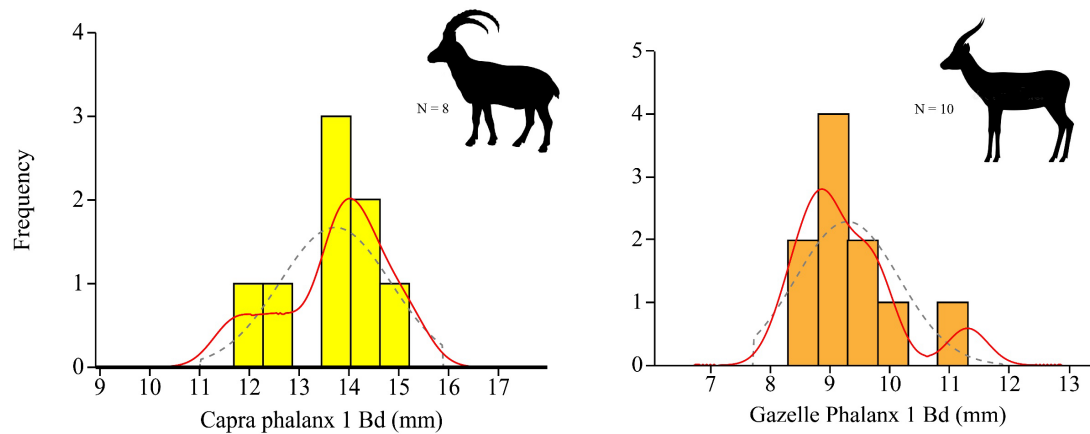 4
3
2
1
0
Frequency
N = 8
9 10 11 12 13 14 15 16 17
Capra phalanx 1 Bd (mm)
5
4
3
2
1
0
N = 10
7 8 9 10 11 12 13
Gazelle Phalanx 1 Bd (mm)